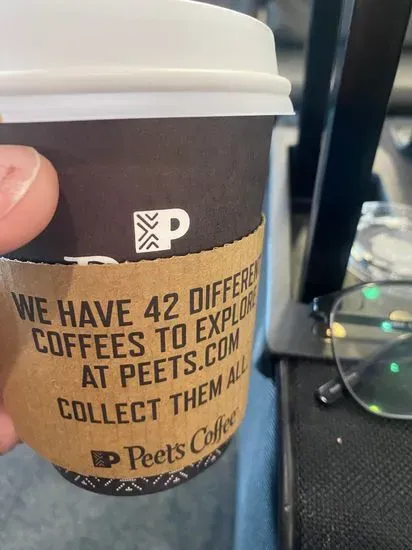 P
WE HAVE 42 DIFFERENT
COFFEES TO EXPLORE
AT PEETS.COM
COLLECT THEM ALL.
P Peet's Coffee